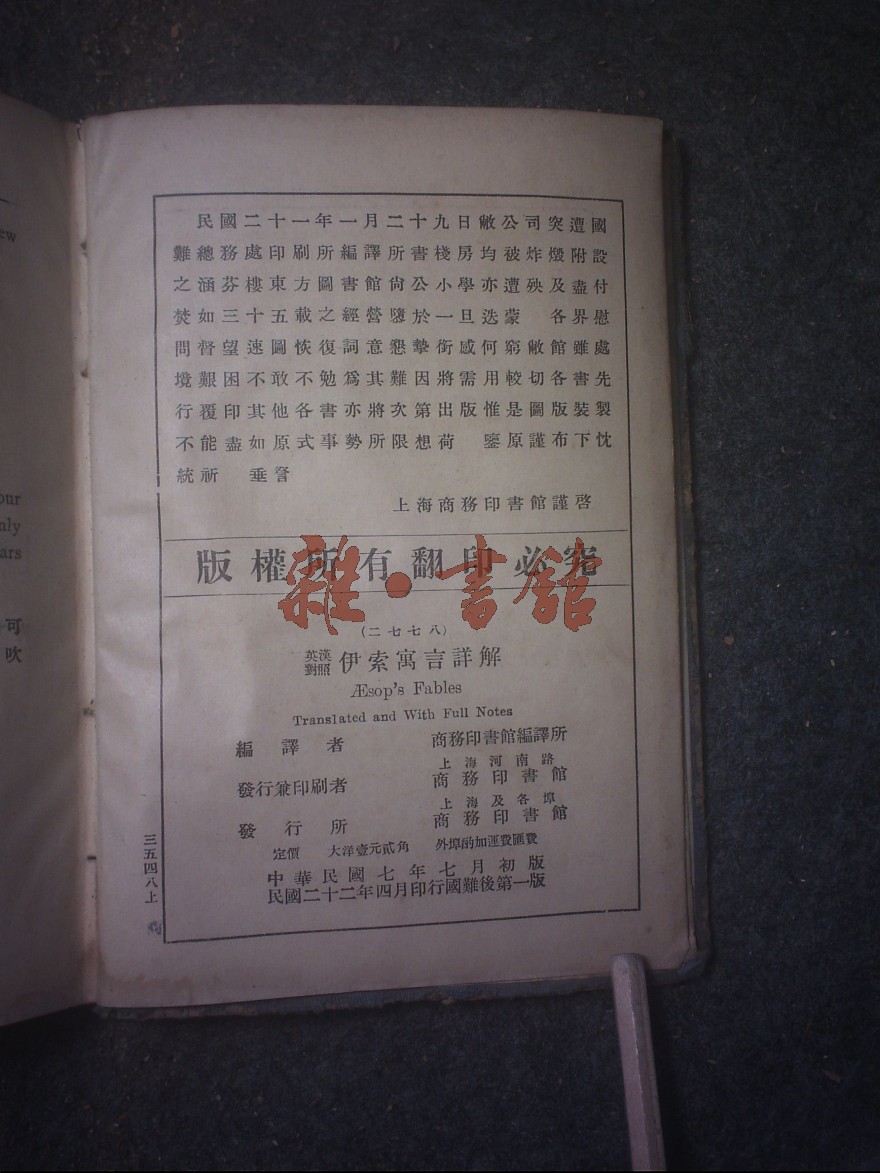 ew
our
nly
ars
可
吹
民國二十一年一月二十九日敝公司突遭國
難總務處印刷所編譯所書棧房均被炸燬附設
之涵芬樓東方圖書館尙公小學亦遭殃及盡付
焚如三十五載之經營隳於一旦迭蒙 各界慰
問督望速圖恢復詞意懇摯銜感何窮敝館雖處
境艱困不敢不勉爲其難因將需用較切各書先
行覆印其他各書亦將次第出版惟是圖版裝製
不能盡如原式事勢所限想荷 鑒原謹布下忱
統祈 垂詧
上海商務印書館謹啓
版權所有翻印必究
雜·書館
(二七七八)
英漢對照 伊索寓言詳解
Æsop's Fables
Translated and With Full Notes
編譯者 商務印書館編譯所
上海河南路
發行兼印刷者 商務印書館
上海及各埠
發行所 商務印書館
定價 大洋壹元貳角 外埠酌加運費匯費
中華民國七年七月初版
民國二十二年四月印行國難後第一版
三五四八上